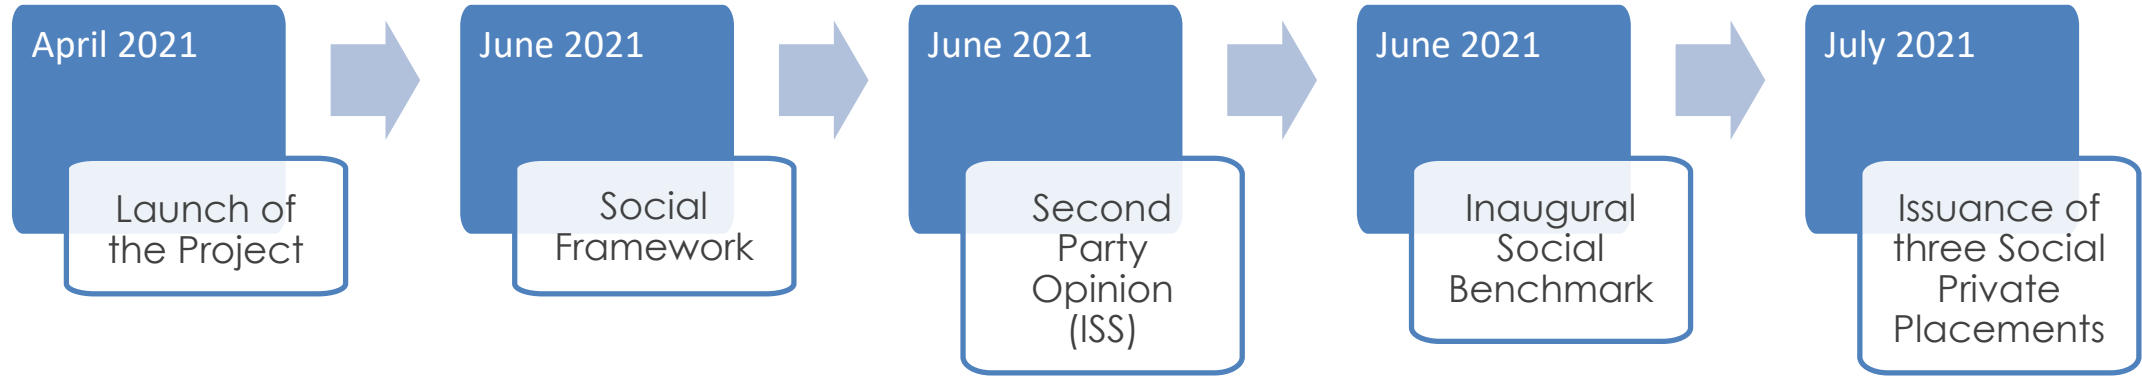 April 2021
Launch of
the Project
June 2021
Social
Framework
June 2021
Second
Party
Opinion
(ISS)
June 2021
Inaugural
Social
Benchmark
July 2021
Issuance of
three Social
Private
Placements